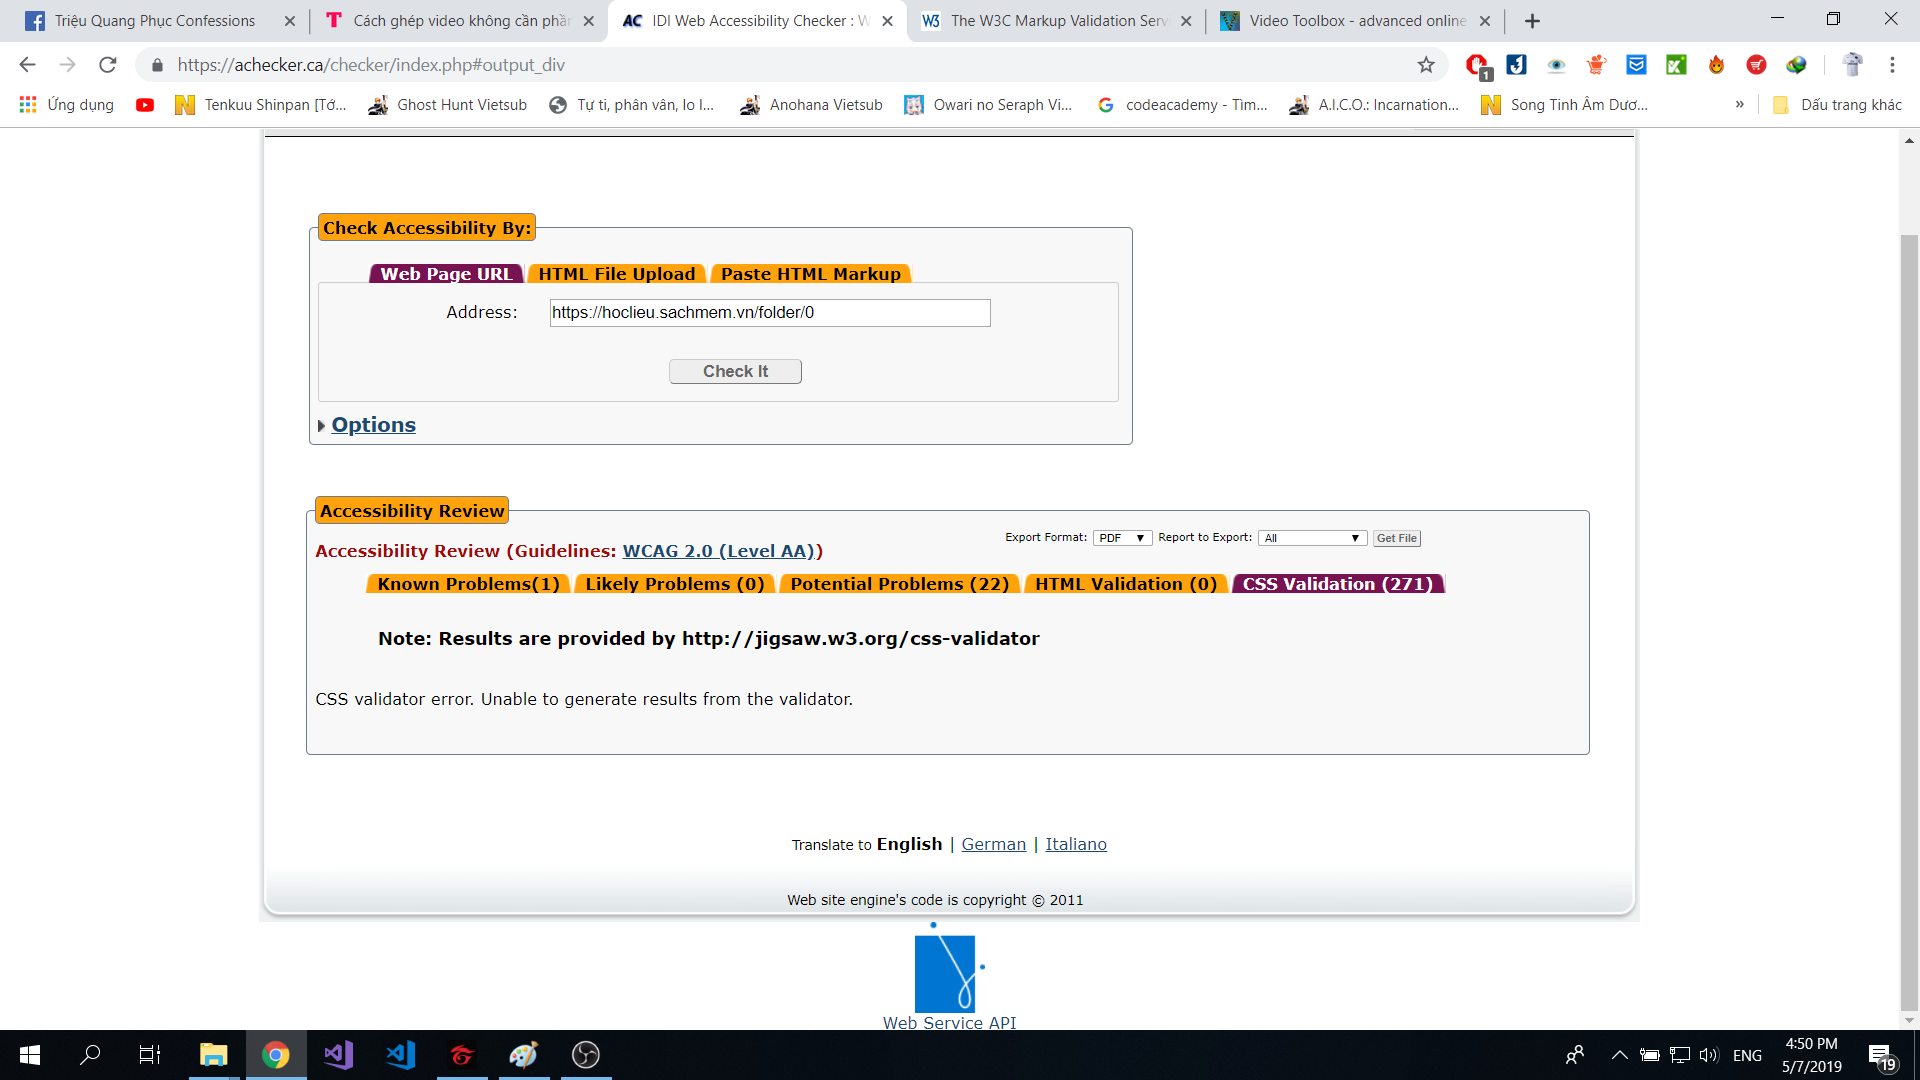 Triệu Quang Phục Confessions
Cách ghép video không cần phần
AC IDI Web Accessibility Checker : W
W3 The W3C Markup Validation Serv
Video Toolbox - advanced online
https://achecker.ca/checker/index.php#output_div
1
Ứng dụng
Tenkuu Shinpan [Tớ...
Ghost Hunt Vietsub
Tự ti, phân vân, lo l...
Anohana Vietsub
Owari no Seraph Vi...
codeacademy - Tìm...
A.I.C.O.: Incarnation...
Song Tinh Âm Dươ...
»
Dấu trang khác
Check Accessibility By:
Web Page URL
HTML File Upload
Paste HTML Markup
Address:
https://hoclieu.sachmem.vn/folder/0
Check It
Options
Accessibility Review
Export Format: PDF Report to Export: All Get File
Accessibility Review (Guidelines: WCAG 2.0 (Level AA))
Known Problems(1)
Likely Problems (0)
Potential Problems (22)
HTML Validation (0)
CSS Validation (271)
Note: Results are provided by http://jigsaw.w3.org/css-validator
CSS validator error. Unable to generate results from the validator.
Translate to English | German | Italiano
Web site engine's code is copyright © 2011
Web Service API
ENG
4:50 PM
5/7/2019
19